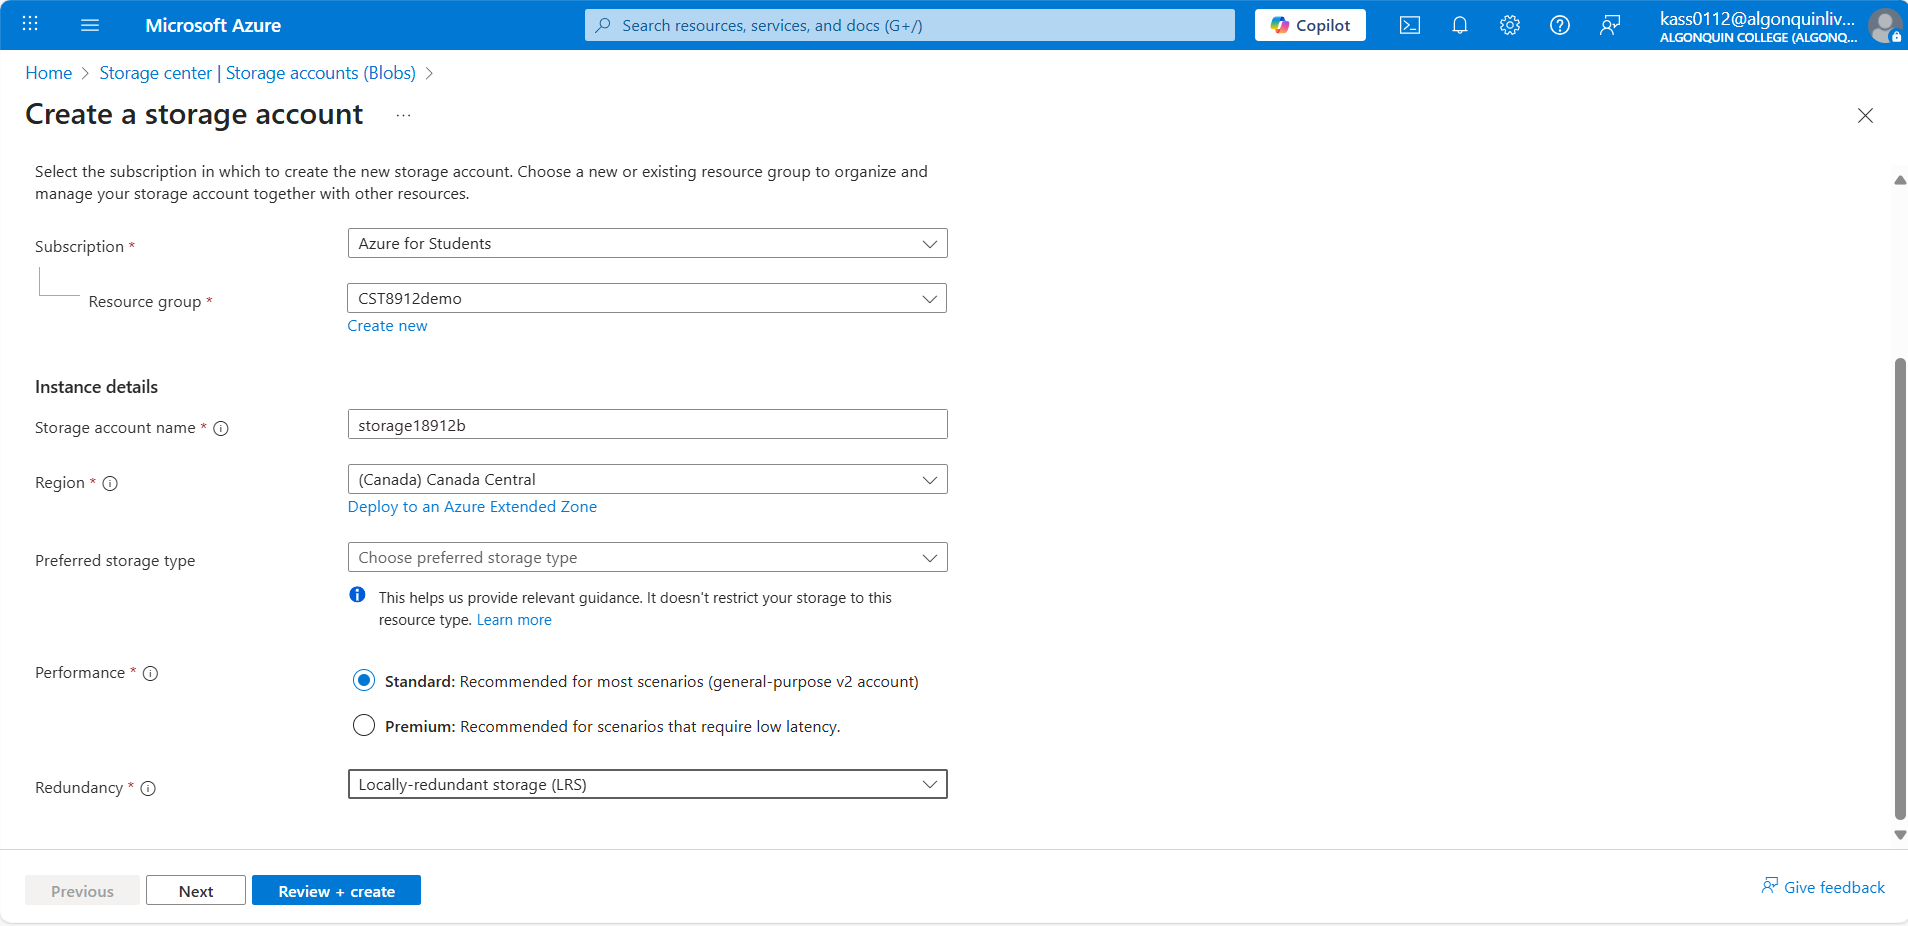 Microsoft Azure
Search resources, services, and docs (G+/)
Copilot
kass0112@algonquinliv...
ALGONQUIN COLLEGE (ALGONQ...
Home > Storage center | Storage accounts (Blobs) >
Create a storage account ...
Select the subscription in which to create the new storage account. Choose a new or existing resource group to organize and
manage your storage account together with other resources.
Subscription *
Azure for Students
Resource group *
CST8912demo
Create new
Instance details
Storage account name *
storage18912b
Region *
(Canada) Canada Central
Deploy to an Azure Extended Zone
Preferred storage type
Choose preferred storage type
This helps us provide relevant guidance. It doesn't restrict your storage to this
resource type. Learn more
Performance *
Standard: Recommended for most scenarios (general-purpose v2 account)
Premium: Recommended for scenarios that require low latency.
Redundancy *
Locally-redundant storage (LRS)
Previous
Next
Review + create
Give feedback